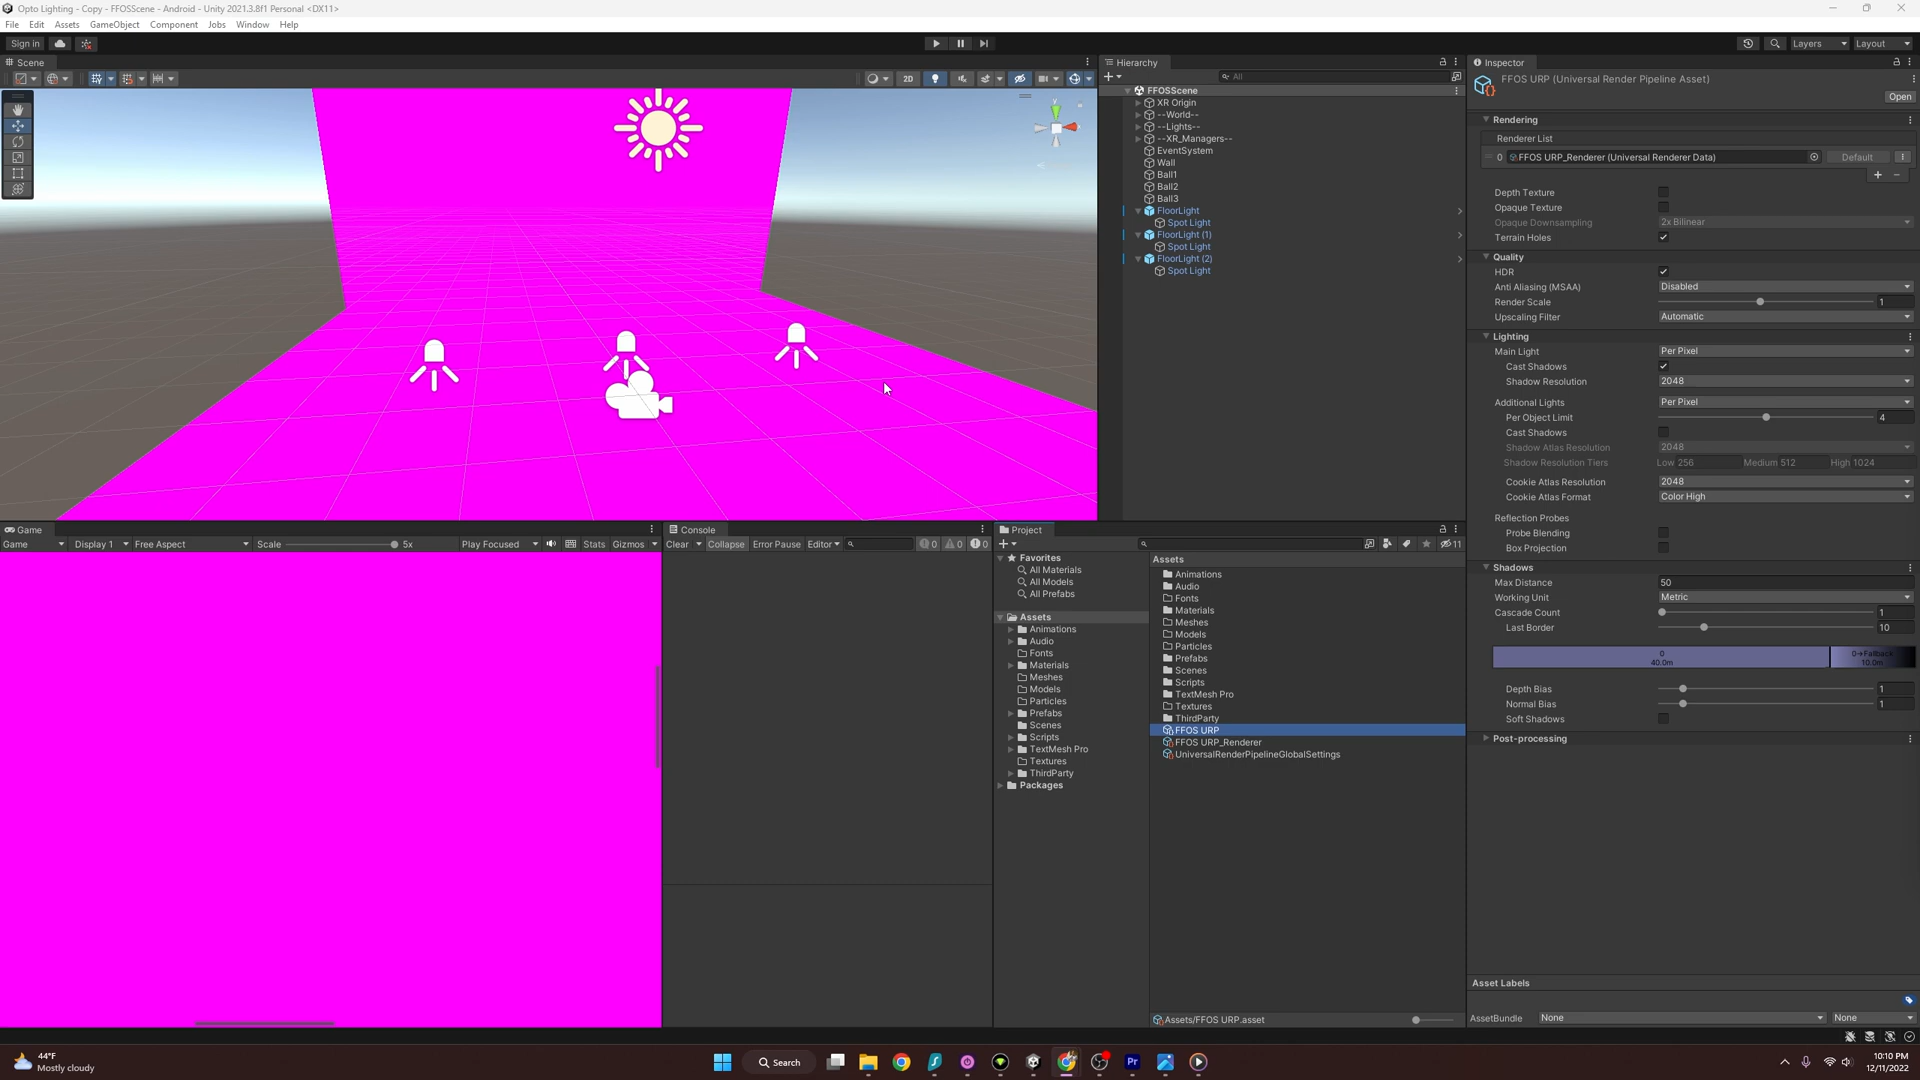 Opto Lighting - Copy - FFOSScene - Android - Unity 2021.3.8f1 Personal <DX11>
File Edit Assets GameObject Component Jobs Window Help
Sign in
Layers Layout
Scene
2D
Hierarchy
All
FFOSScene
XR Origin
--World--
--Lights--
--XR_Managers--
EventSystem
Wall
Ball1
Ball2
Ball3
FloorLight
Spot Light
FloorLight (1)
Spot Light
FloorLight (2)
Spot Light
Inspector
FFOS URP (Universal Render Pipeline Asset)
Open
Rendering
Renderer List
0 FFOS URP_Renderer (Universal Renderer Data) Default
Depth Texture
Opaque Texture
Opaque Downsampling 2x Bilinear
Terrain Holes
Quality
HDR
Anti Aliasing (MSAA) Disabled
Render Scale 1
Upscaling Filter Automatic
Lighting
Main Light Per Pixel
Cast Shadows
Shadow Resolution 2048
Additional Lights Per Pixel
Per Object Limit 4
Cast Shadows
Shadow Atlas Resolution 2048
Shadow Resolution Tiers Low 256 Medium 512 High 1024
Cookie Atlas Resolution 2048
Cookie Atlas Format Color High
Reflection Probes
Probe Blending
Box Projection
Shadows
Max Distance 50
Working Unit Metric
Cascade Count 1
Last Border 10
0 0→Fallback
40.0m 10.0m
Depth Bias 1
Normal Bias 1
Soft Shadows
Post-processing
Asset Labels
AssetBundle None None
Game
Game Display 1 Free Aspect Scale 5x Play Focused Stats Gizmos
Console
Clear Collapse Error Pause Editor 0 0 0
Project
11
Favorites
All Materials
All Models
All Prefabs
Assets
Animations
Audio
Fonts
Materials
Meshes
Models
Particles
Prefabs
Scenes
Scripts
TextMesh Pro
Textures
ThirdParty
Packages
Assets
Animations
Audio
Fonts
Materials
Meshes
Models
Particles
Prefabs
Scenes
Scripts
TextMesh Pro
Textures
ThirdParty
FFOS URP
FFOS URP_Renderer
UniversalRenderPipelineGlobalSettings
Assets/FFOS URP.asset
44°F
Mostly cloudy
Search
Pr
10:10 PM
12/11/2022